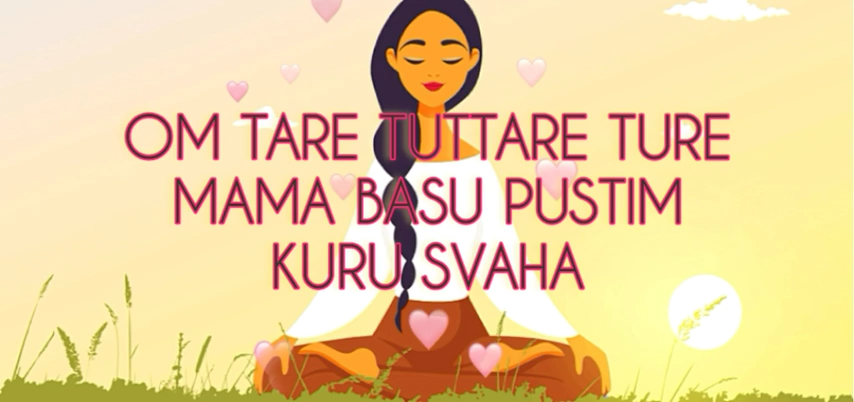 OM TARE TUTTARE TURE
MAMA BASU PUSTIM
KURU SVAHA